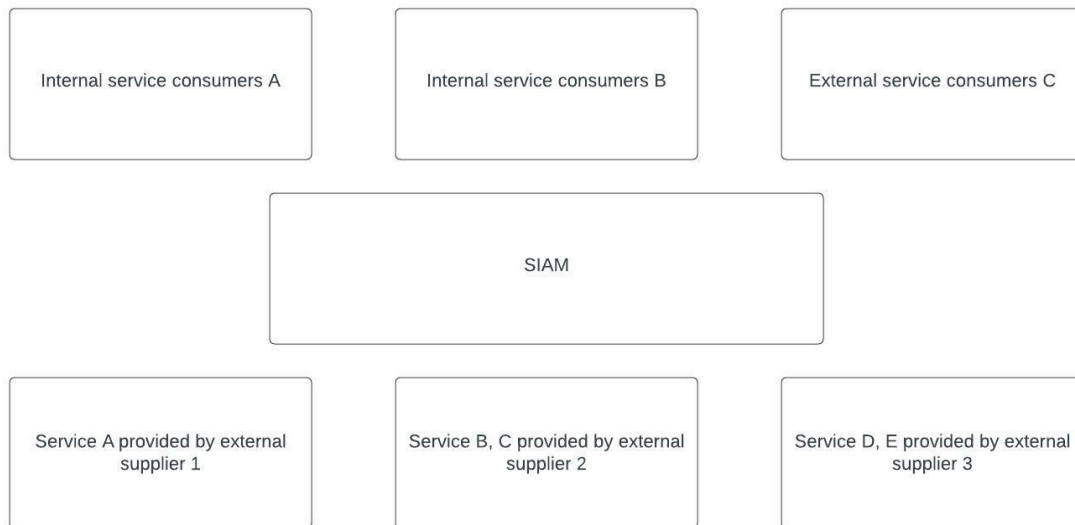 Internal service consumers A
Internal service consumers B
External service consumers C
SIAM
Service A provided by external
supplier 1
Service B, C provided by external
supplier 2
Service D, E provided by external
supplier 3